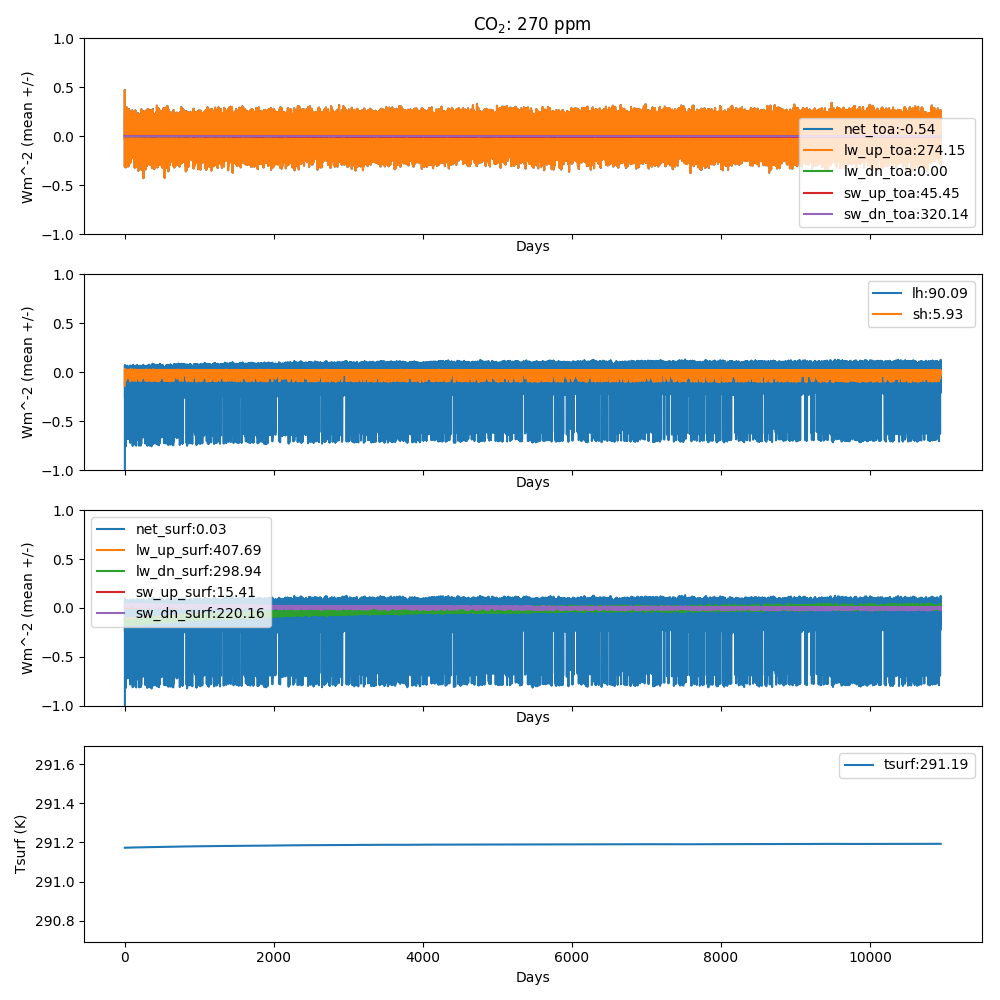 CO₂: 270 ppm
1.0
0.5
0.0
−0.5
−1.0
Wm^-2 (mean +/-)
net_toa:-0.54
lw_up_toa:274.15
lw_dn_toa:0.00
sw_up_toa:45.45
sw_dn_toa:320.14
Days
1.0
0.5
0.0
−0.5
−1.0
Wm^-2 (mean +/-)
lh:90.09
sh:5.93
Days
1.0
0.5
0.0
−0.5
−1.0
Wm^-2 (mean +/-)
net_surf:0.03
lw_up_surf:407.69
lw_dn_surf:298.94
sw_up_surf:15.41
sw_dn_surf:220.16
Days
291.6
291.4
291.2
291.0
290.8
Tsurf (K)
tsurf:291.19
0 2000 4000 6000 8000 10000
Days